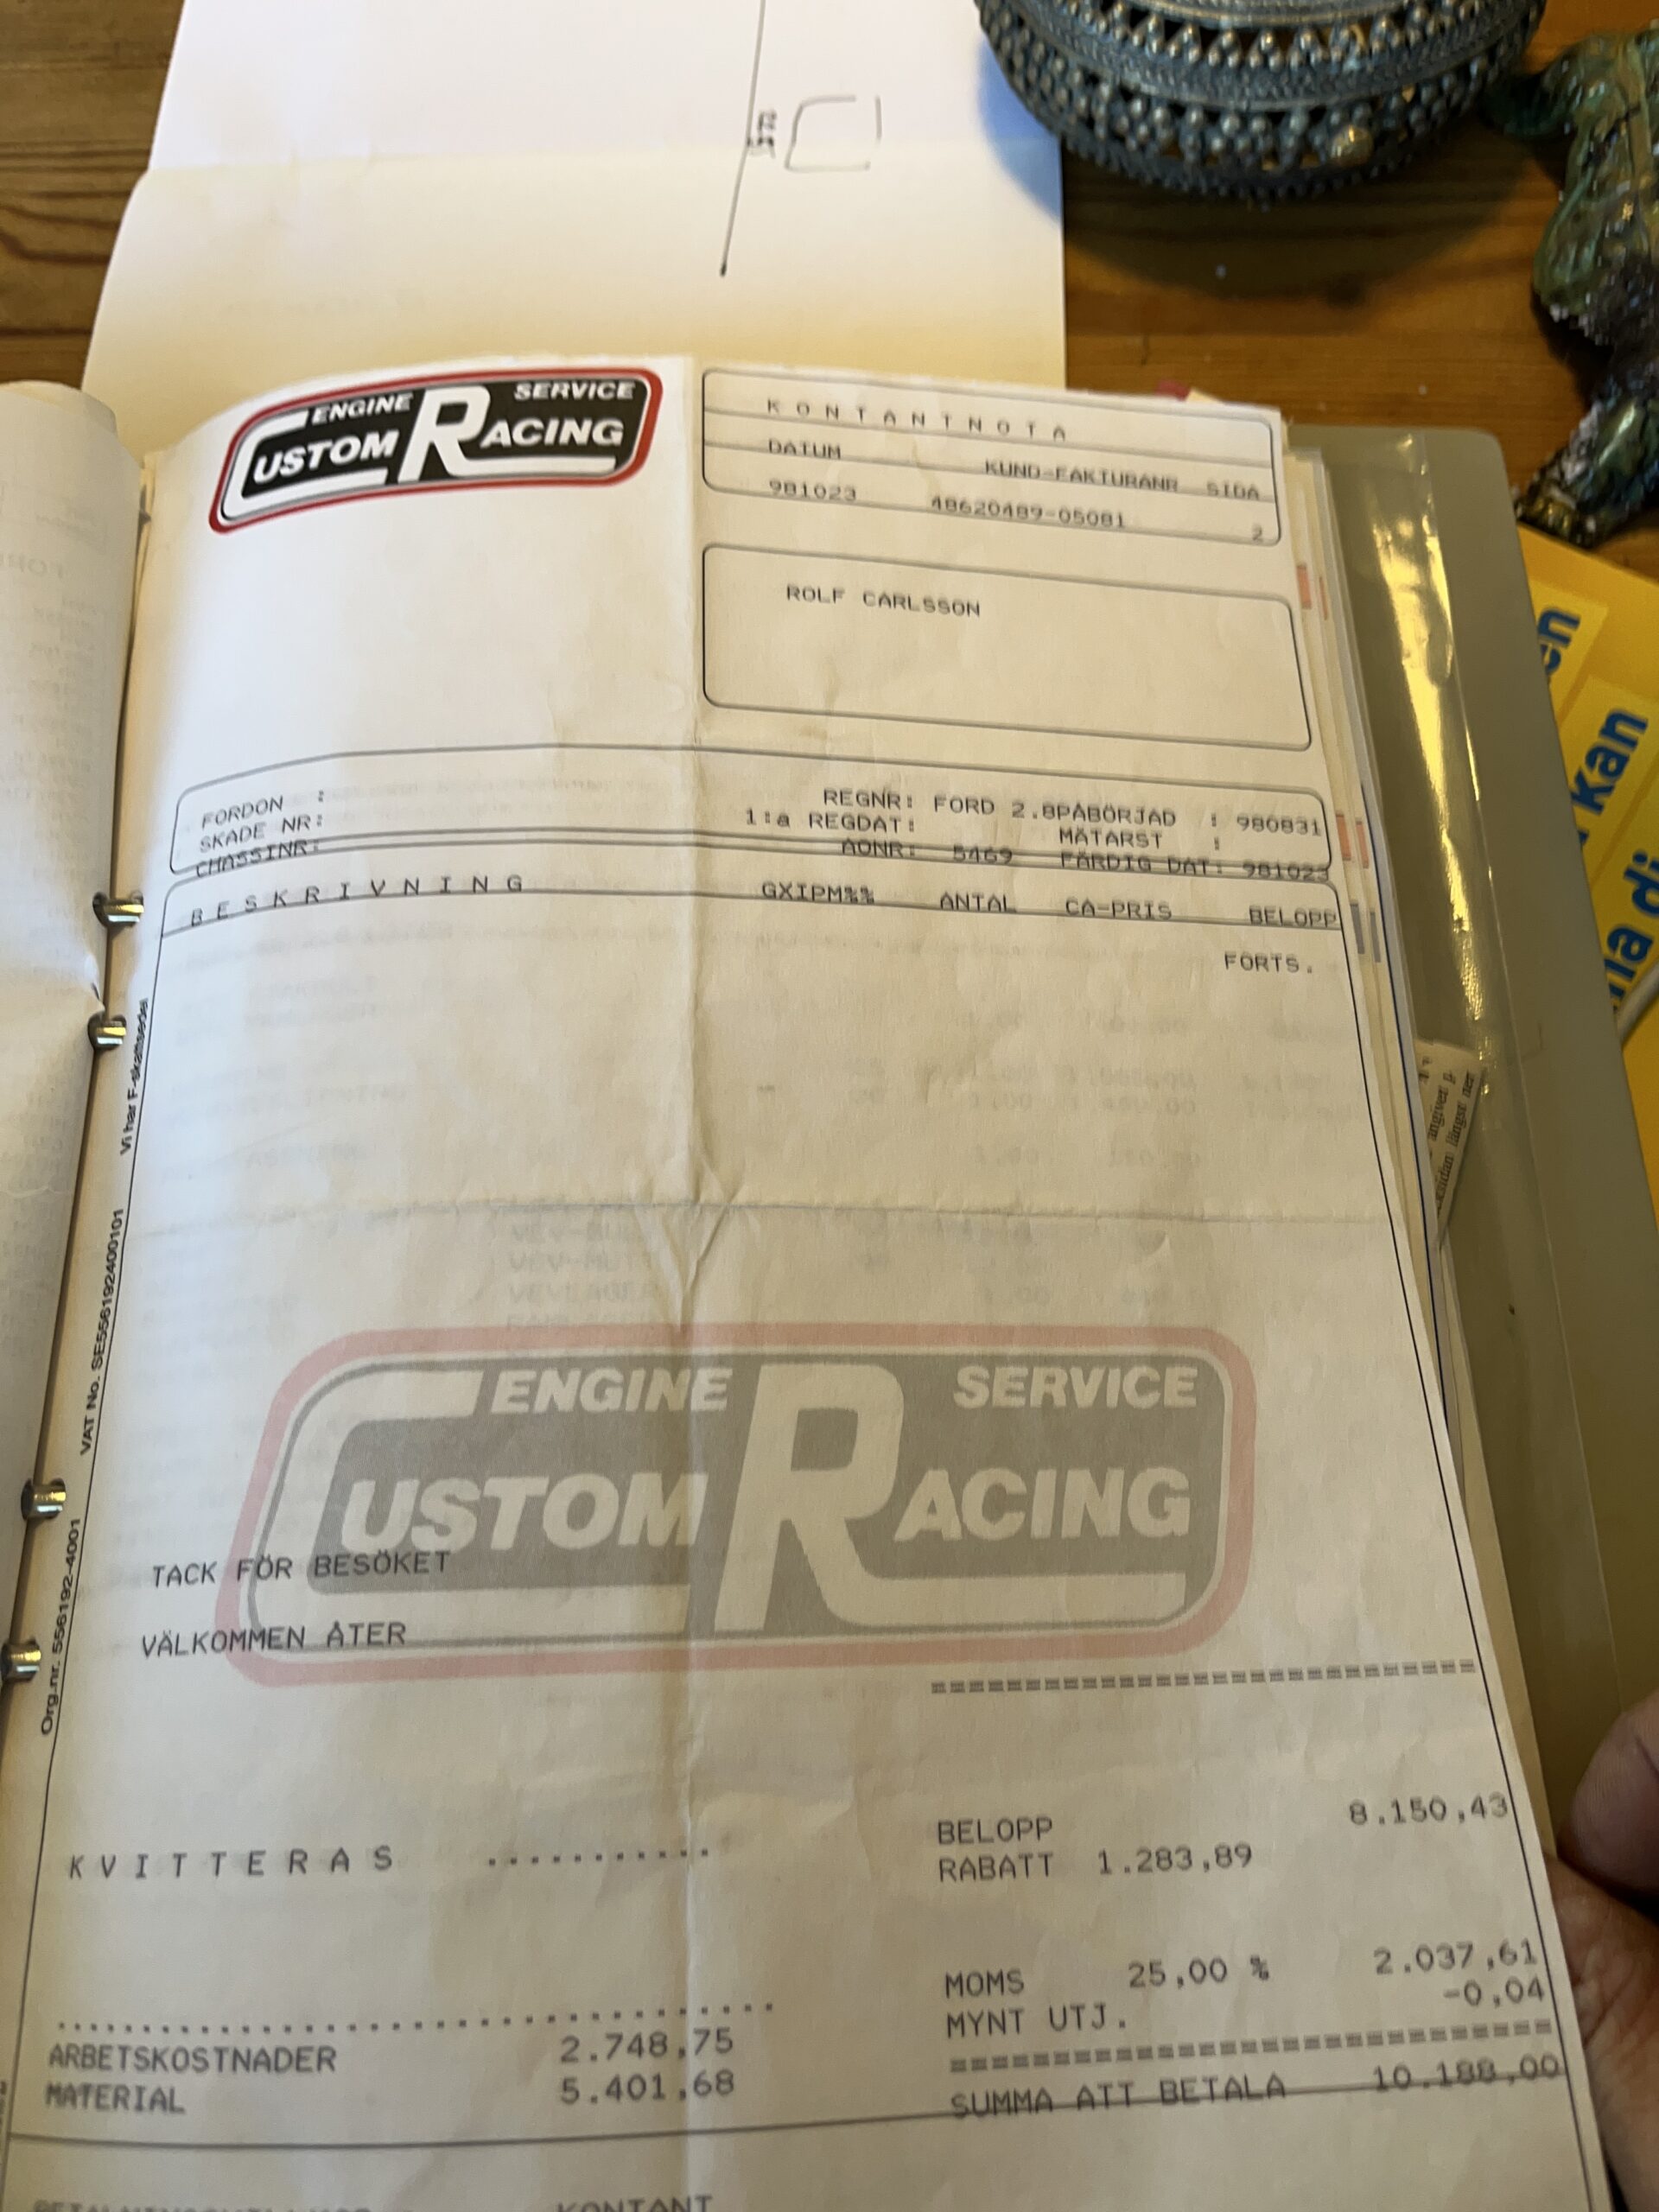 ENGINE SERVICE
CUSTOM RACING
KONTANTNOTA
DATUM KUND-FAKTURANR SIDA
981023 48620489-05081 2
ROLF CARLSSON
FORDON : REGNR: FORD 2.8PÅBÖRJAD : 980831
SKADE NR: 1:a REGDAT: MÄTARST :
CHASSINR: AONR: 5469 FÄRDIG DAT: 981023
BESKRIVNING GXIPM%% ANTAL CA-PRIS BELOPP
FORTS.
Vi har F-skattsedel
VAT No. SE556192400101
Org.nr. 556192-4001
ENGINE SERVICE
CUSTOM RACING
TACK FÖR BESÖKET
VÄLKOMMEN ÅTER
BELOPP 8.150,43
KVITTERAS ........... RABATT 1.283,89
MOMS 25,00 % 2.037,61
MYNT UTJ. -0,04
ARBETSKOSTNADER 2.748,75
MATERIAL 5.401,68
SUMMA ATT BETALA 10.188,00
KONTANT
kan